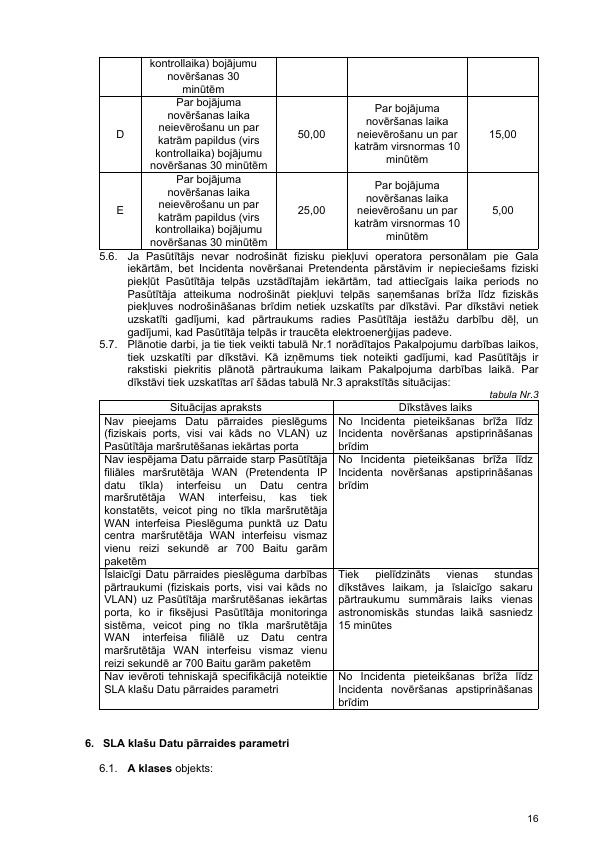 kontrollaika) bojājumu
novēršanas 30
minūtēm
D
Par bojājuma
novēršanas laika
neievērošanu un par
katrām papildus (virs
kontrollaika) bojājumu
novēršanas 30 minūtēm
50,00
Par bojājuma
novēršanas laika
neievērošanu un par
katrām virsnormas 10
minūtēm
15,00
E
Par bojājuma
novēršanas laika
neievērošanu un par
katrām papildus (virs
kontrollaika) bojājumu
novēršanas 30 minūtēm
25,00
Par bojājuma
novēršanas laika
neievērošanu un par
katrām virsnormas 10
minūtēm
5,00
5.6. Ja Pasūtītājs nevar nodrošināt fizisku piekļuvi operatora personālam pie Gala
iekārtām, bet Incidenta novēršanai Pretendenta pārstāvim ir nepieciešams fiziski
piekļūt Pasūtītāja telpās uzstādītajām iekārtām, tad attiecīgais laika periods no
Pasūtītāja atteikuma nodrošināt piekļuvi telpās saņemšanas brīža līdz fiziskās
piekļuves nodrošināšanas brīdim netiek uzskatīts par dīkstāvi. Par dīkstāvi netiek
uzskatīti gadījumi, kad pārtraukums radies Pasūtītāja iestāžu darbību dēļ, un
gadījumi, kad Pasūtītāja telpās ir traucēta elektroenerģijas padeve.
5.7. Plānotie darbi, ja tie tiek veikti tabulā Nr.1 norādītajos Pakalpojumu darbības laikos,
tiek uzskatīti par dīkstāvi. Kā izņēmums tiek noteikti gadījumi, kad Pasūtītājs ir
rakstiski piekritis plānotā pārtraukuma laikam Pakalpojuma darbības laikā. Par
dīkstāvi tiek uzskatītas arī šādas tabulā Nr.3 aprakstītās situācijas:
tabula Nr.3
Situācijas apraksts
Dīkstāves laiks
Nav pieejams Datu pārraides pieslēgums
(fiziskais ports, visi vai kāds no VLAN) uz
Pasūtītāja maršrutēšanas iekārtas porta
No Incidenta pieteikšanas brīža līdz
Incidenta novēršanas apstiprināšanas
brīdim
Nav iespējama Datu pārraide starp Pasūtītāja
filiāles maršrutētāja WAN (Pretendenta IP
datu tīkla) interfeisu un Datu centra
maršrutētāja WAN interfeisu, kas tiek
konstatēts, veicot ping no tīkla maršrutētāja
WAN interfeisa Pieslēguma punktā uz Datu
centra maršrutētāja WAN interfeisu vismaz
vienu reizi sekundē ar 700 Baitu garām
paketēm
No Incidenta pieteikšanas brīža līdz
Incidenta novēršanas apstiprināšanas
brīdim
Īslaicīgi Datu pārraides pieslēguma darbības
pārtraukumi (fiziskais ports, visi vai kāds no
VLAN) uz Pasūtītāja maršrutēšanas iekārtas
porta, ko ir fiksējusi Pasūtītāja monitoringa
sistēma, veicot ping no tīkla maršrutētāja
WAN interfeisa filiālē uz Datu centra
maršrutētāja WAN interfeisu vismaz vienu
reizi sekundē ar 700 Baitu garām paketēm
Tiek pielīdzināts vienas stundas
dīkstāves laikam, ja īslaicīgo sakaru
pārtraukumu summārais laiks vienas
astronomiskās stundas laikā sasniedz
15 minūtes
Nav ievēroti tehniskajā specifikācijā noteiktie
SLA klašu Datu pārraides parametri
No Incidenta pieteikšanas brīža līdz
Incidenta novēršanas apstiprināšanas
brīdim
6. SLA klašu Datu pārraides parametri
6.1. A klases objekts:
16